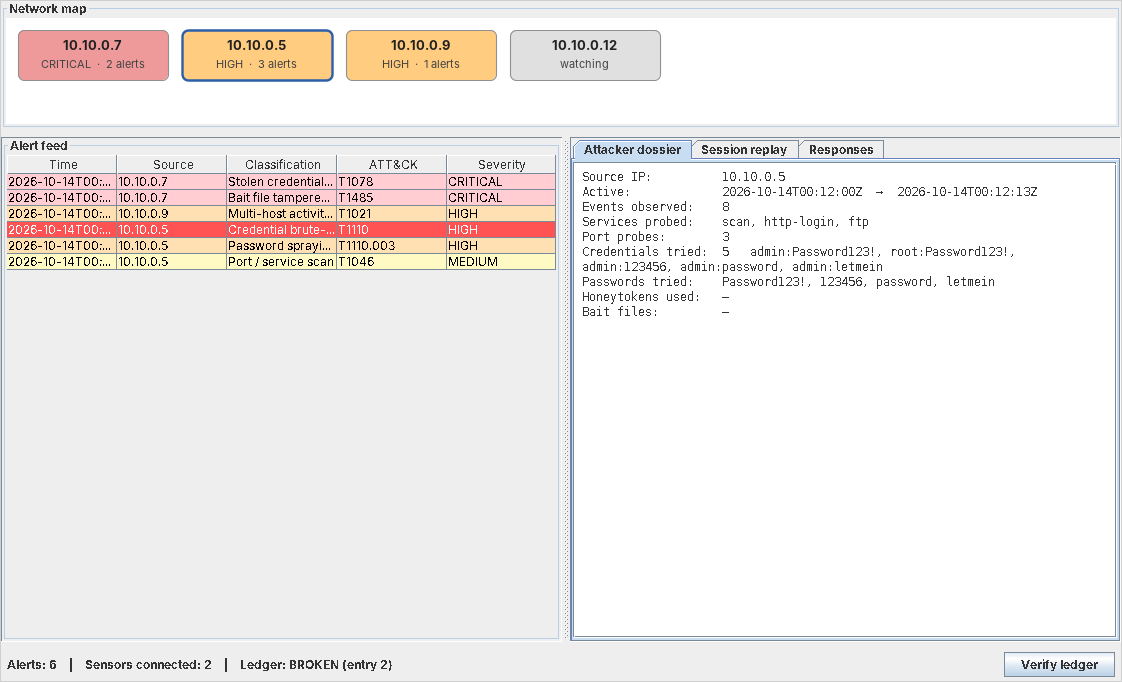 Network map
10.10.0.7
CRITICAL · 2 alerts
10.10.0.5
HIGH · 3 alerts
10.10.0.9
HIGH · 1 alerts
10.10.0.12
watching
Alert feed
Time Source Classification ATT&CK Severity
2026-10-14T00:... 10.10.0.7 Stolen credential... T1078 CRITICAL
2026-10-14T00:... 10.10.0.7 Bait file tampere... T1485 CRITICAL
2026-10-14T00:... 10.10.0.9 Multi-host activit... T1021 HIGH
2026-10-14T00:... 10.10.0.5 Credential brute-... T1110 HIGH
2026-10-14T00:... 10.10.0.5 Password sprayi... T1110.003 HIGH
2026-10-14T00:... 10.10.0.5 Port / service scan T1046 MEDIUM
Attacker dossier Session replay Responses
Source IP: 10.10.0.5
Active: 2026-10-14T00:12:00Z → 2026-10-14T00:12:13Z
Events observed: 8
Services probed: scan, http-login, ftp
Port probes: 3
Credentials tried: 5 admin:Password123!, root:Password123!,
admin:123456, admin:password, admin:letmein
Passwords tried: Password123!, 123456, password, letmein
Honeytokens used: —
Bait files: —
Alerts: 6 | Sensors connected: 2 | Ledger: BROKEN (entry 2)
Verify ledger